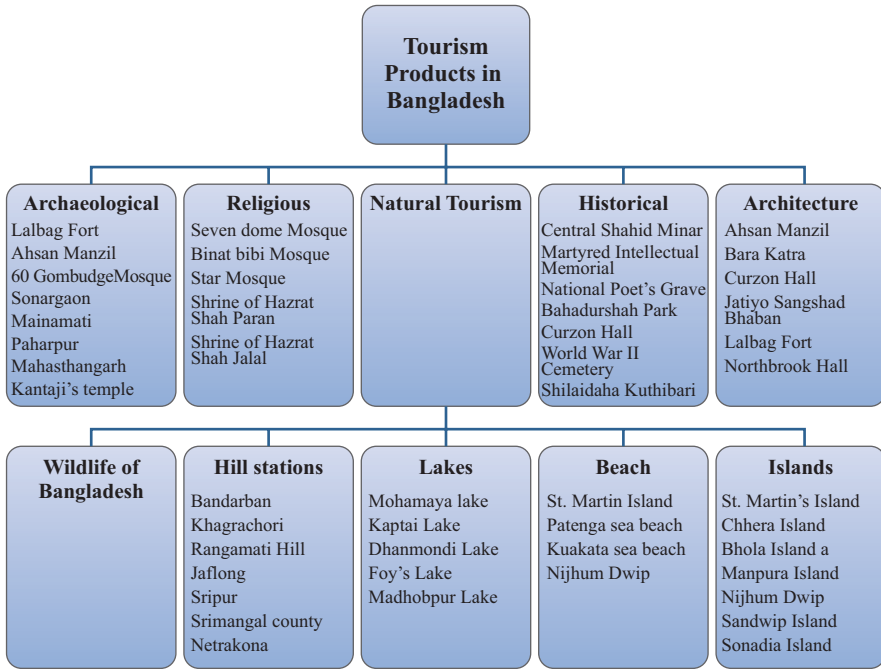 Tourism
Products in
Bangladesh
Archaeological
Lalbag Fort
Ahsan Manzil
60 GombudgeMosque
Sonargaon
Mainamati
Paharpur
Mahasthangarh
Kantaji's temple
Religious
Seven dome Mosque
Binat bibi Mosque
Star Mosque
Shrine of Hazrat
Shah Paran
Shrine of Hazrat
Shah Jalal
Natural Tourism
Historical
Central Shahid Minar
Martyred Intellectual
Memorial
National Poet's Grave
Bahadurshah Park
Curzon Hall
World War II
Cemetery
Shilaidaha Kuthibari
Architecture
Ahsan Manzil
Bara Katra
Curzon Hall
Jatiyo Sangshad
Bhaban
Lalbag Fort
Northbrook Hall
Wildlife of
Bangladesh
Hill stations
Bandarban
Khagrachori
Rangamati Hill
Jaflong
Sripur
Srimangal county
Netrakona
Lakes
Mohamaya lake
Kaptai Lake
Dhanmondi Lake
Foy's Lake
Madhobpur Lake
Beach
St. Martin Island
Patenga sea beach
Kuakata sea beach
Nijhum Dwip
Islands
St. Martin's Island
Chhera Island
Bhola Island a
Manpura Island
Nijhum Dwip
Sandwip Island
Sonadia Island